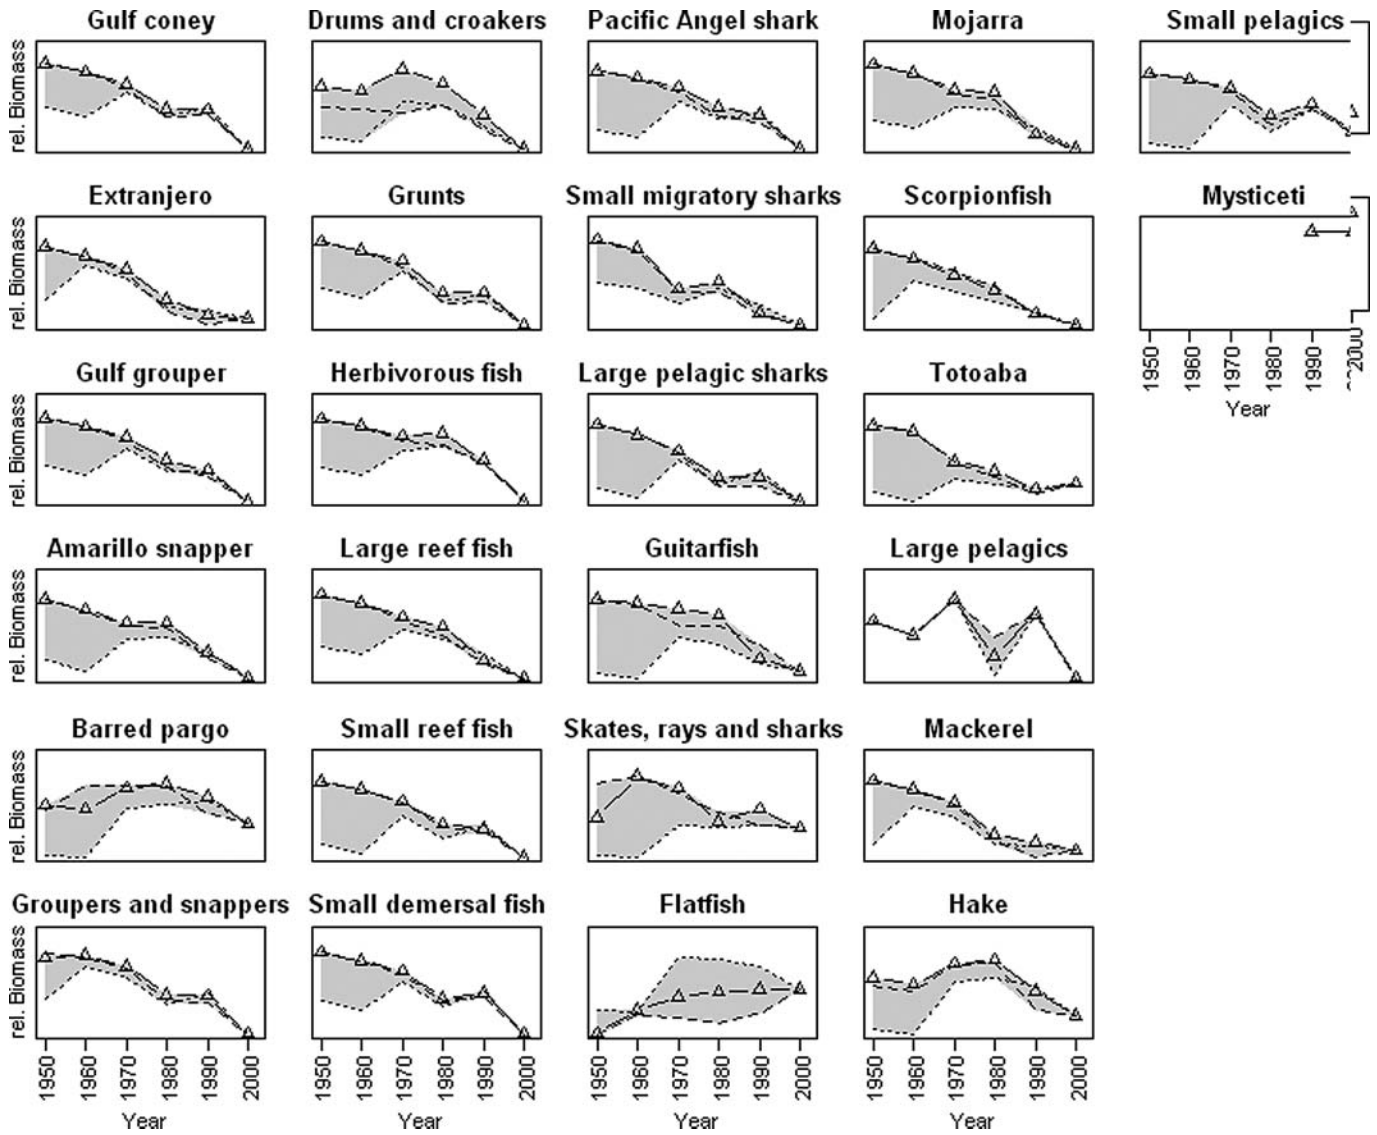 Gulf coney Drums and croakers Pacific Angel shark Mojarra Small pelagics
rel. Biomass
Extranjero Grunts Small migratory sharks Scorpionfish Mysticeti
rel. Biomass
1950 1960 1970 1980 1990 2000
Year
Gulf grouper Herbivorous fish Large pelagic sharks Totoaba
rel. Biomass
Amarillo snapper Large reef fish Guitarfish Large pelagics
rel. Biomass
Barred pargo Small reef fish Skates, rays and sharks Mackerel
rel. Biomass
Groupers and snappers Small demersal fish Flatfish Hake
rel. Biomass
1950 1960 1970 1980 1990 2000 1950 1960 1970 1980 1990 2000 1950 1960 1970 1980 1990 2000 1950 1960 1970 1980 1990 2000
Year Year Year Year